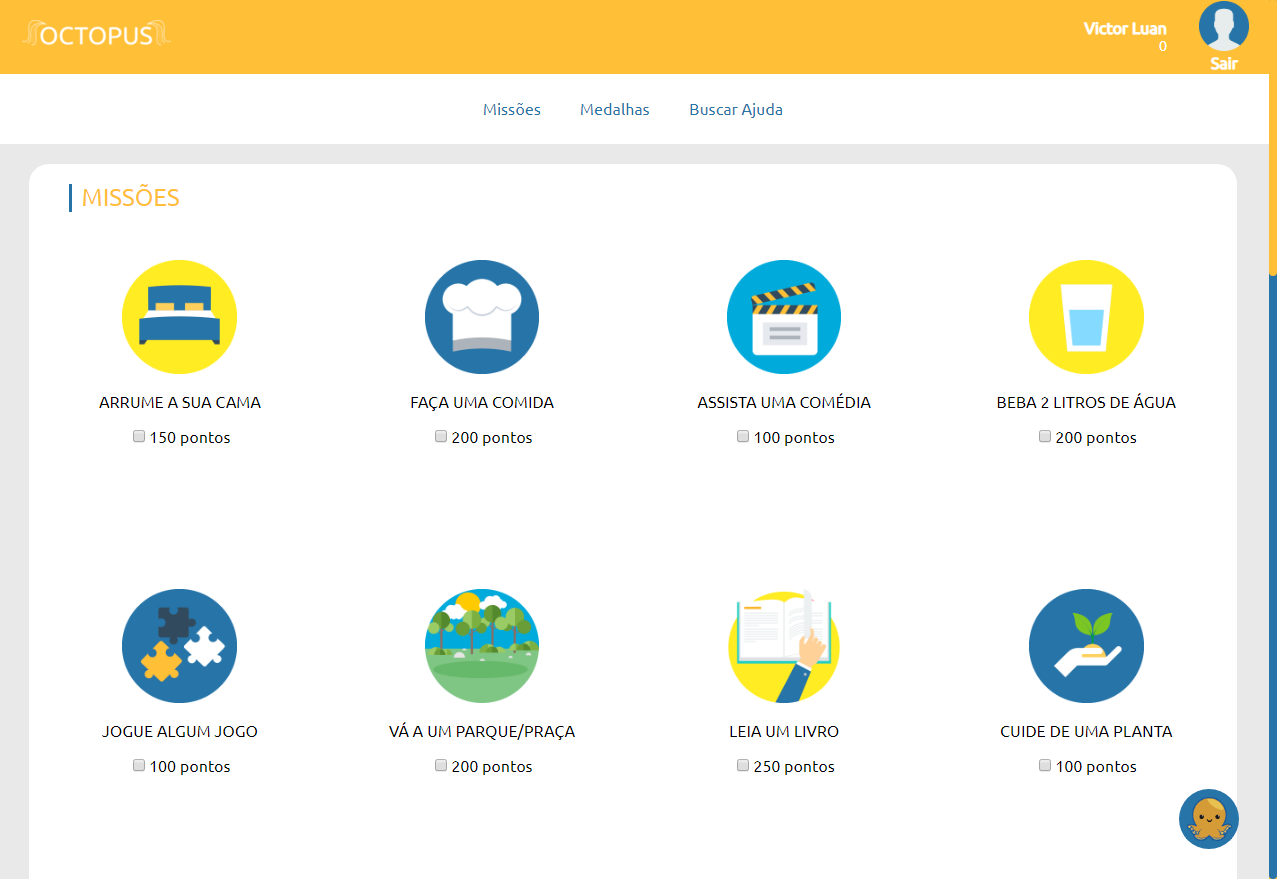 OCTOPUS
Victor Luan
0
Sair
Missões
Medalhas
Buscar Ajuda
MISSÕES
ARRUME A SUA CAMA
FAÇA UMA COMIDA
ASSISTA UMA COMÉDIA
BEBA 2 LITROS DE ÁGUA
150 pontos
200 pontos
100 pontos
200 pontos
JOGUE ALGUM JOGO
VÁ A UM PARQUE/PRAÇA
LEIA UM LIVRO
CUIDE DE UMA PLANTA
100 pontos
200 pontos
250 pontos
100 pontos